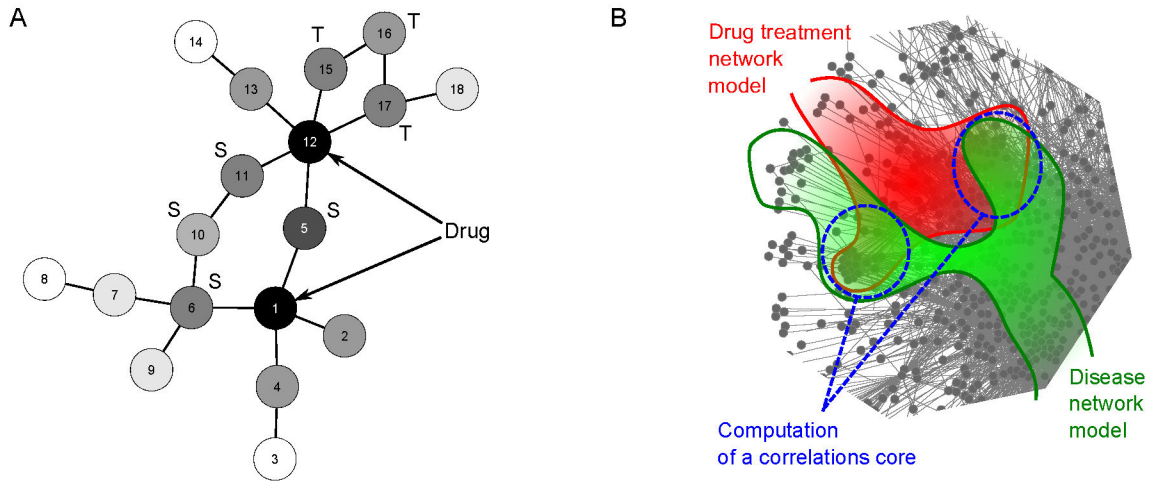 A
14
13
T
15
16
T
17
T
18
12
S
11
S
10
S
5
Drug
8
7
S
6
1
2
9
4
3
B
Drug treatment
network
model
Disease
network
model
Computation
of a correlations core